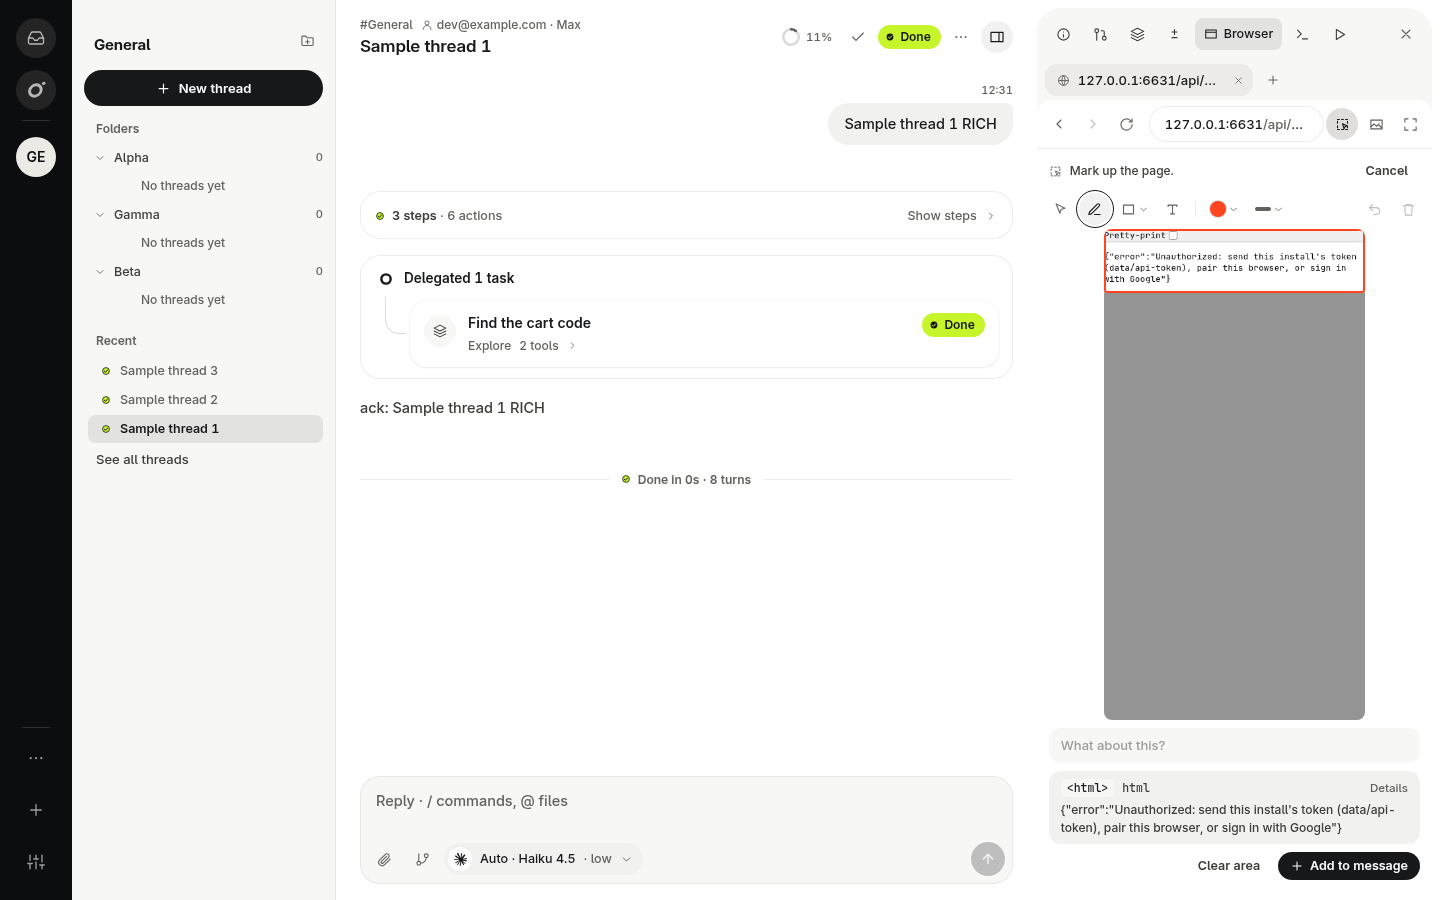 GE
General
New thread
Folders
Alpha 0
No threads yet
Gamma 0
No threads yet
Beta 0
No threads yet
Recent
Sample thread 3
Sample thread 2
Sample thread 1
See all threads
#General dev@example.com · Max
Sample thread 1
11%
Done
12:31
Sample thread 1 RICH
3 steps · 6 actions
Show steps
Delegated 1 task
Find the cart code
Explore 2 tools
Done
ack: Sample thread 1 RICH
Done in 0s · 8 turns
Reply · / commands, @ files
Auto · Haiku 4.5 · low
Browser
127.0.0.1:6631/api/...
127.0.0.1:6631/api/...
Mark up the page.
Cancel
Pretty-print
{"error":"Unauthorized: send this install's token
(data/api-token), pair this browser, or sign in
with Google"}
What about this?
<html> html
Details
{"error":"Unauthorized: send this install's token (data/api-
token), pair this browser, or sign in with Google"}
Clear area
Add to message